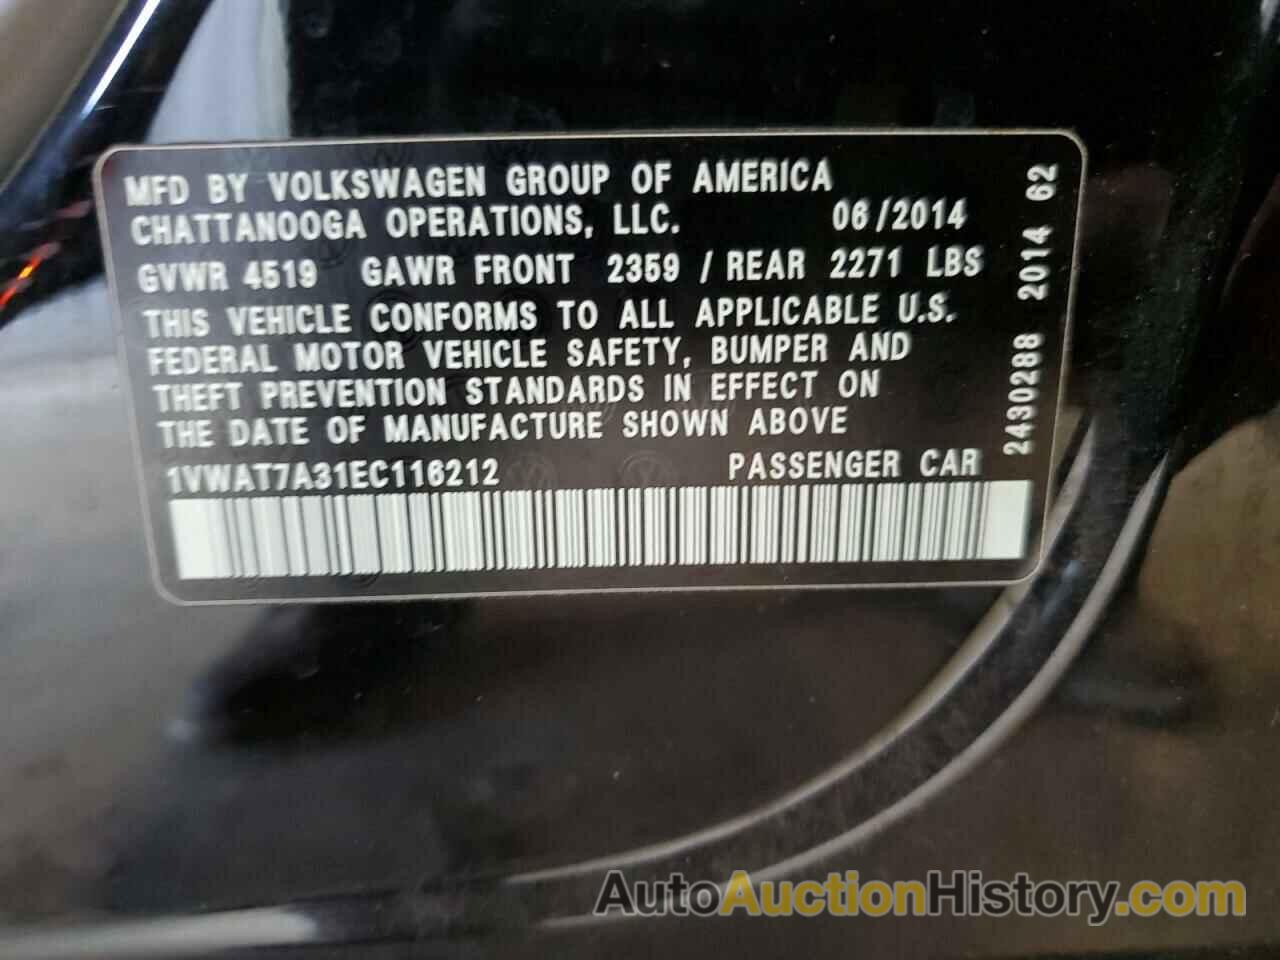 MFD BY VOLKSWAGEN GROUP OF AMERICA
CHATTANOOGA OPERATIONS, LLC. 06/2014
GVWR 4519 GAWR FRONT 2359 / REAR 2271 LBS
THIS VEHICLE CONFORMS TO ALL APPLICABLE U.S.
FEDERAL MOTOR VEHICLE SAFETY, BUMPER AND
THEFT PREVENTION STANDARDS IN EFFECT ON
THE DATE OF MANUFACTURE SHOWN ABOVE
1VWAT7A31EC116212 PASSENGER CAR
2430288 2014 62
AutoAuctionHistory.com